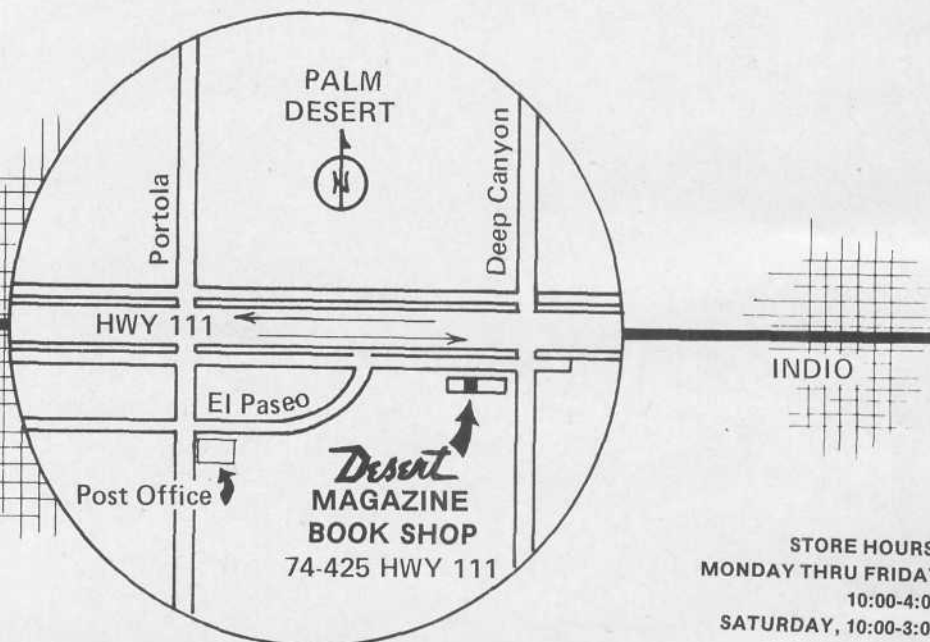 PALM
DESERT
N
Portola
Deep Canyon
HWY 111
INDIO
El Paseo
Post Office
Desert
MAGAZINE
BOOK SHOP
74-425 HWY 111
STORE HOURS
MONDAY THRU FRIDAY
10:00-4:0
SATURDAY, 10:00-3:0